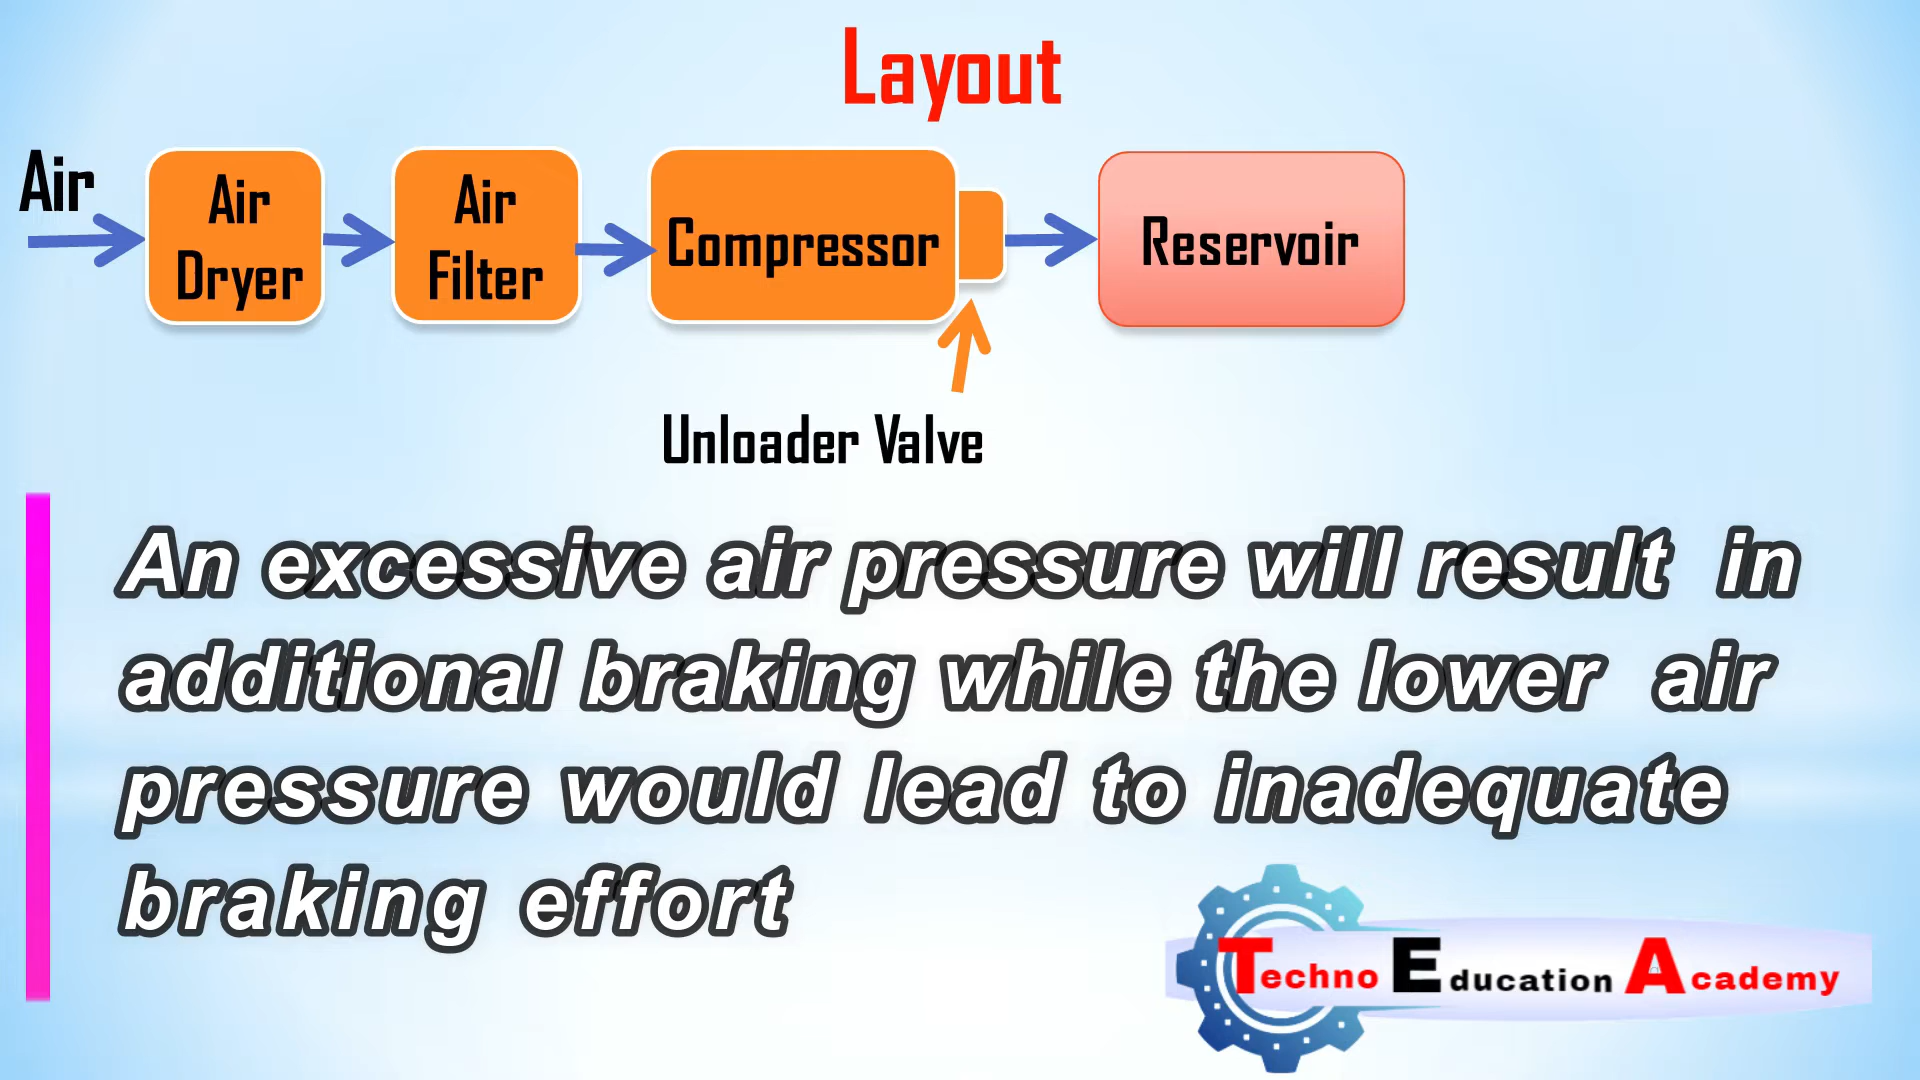 Layout
Air
Air
Dryer
Air
Filter
Compressor
Reservoir
Unloader Valve
An excessive air pressure will result in
additional braking while the lower air
pressure would lead to inadequate
braking effort
Techno Education Academy